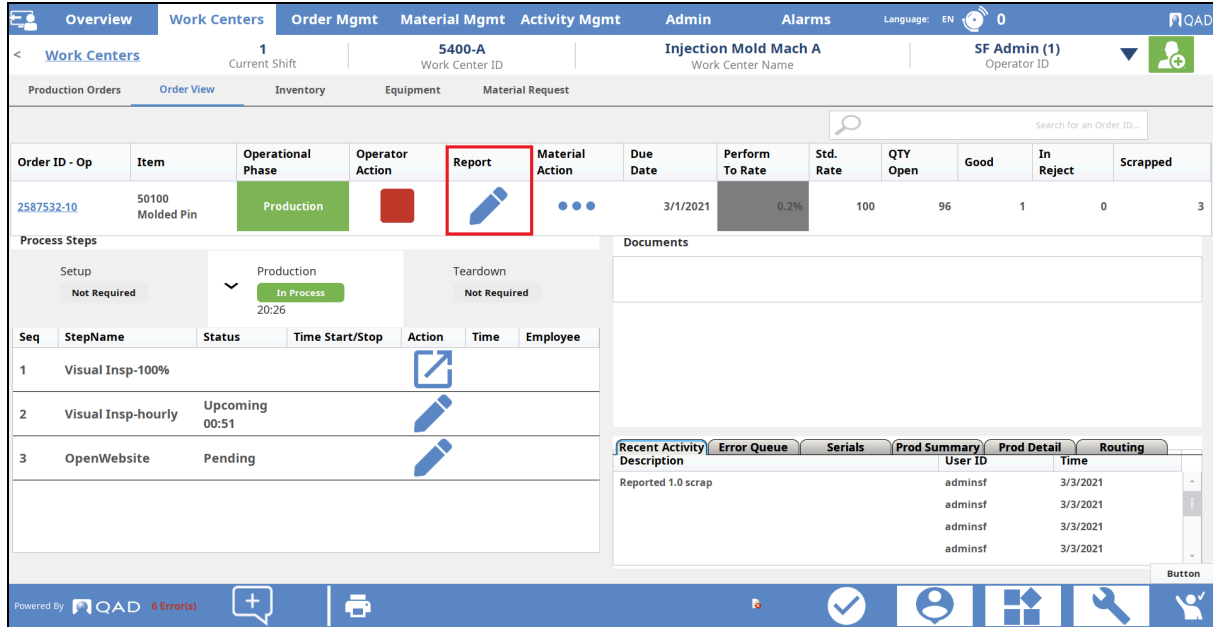 Overview Work Centers Order Mgmt Material Mgmt Activity Mgmt Admin Alarms Language: EN 0 QAD
< Work Centers 1 5400-A Injection Mold Mach A SF Admin (1)
Current Shift Work Center ID Work Center Name Operator ID
Production Orders Order View Inventory Equipment Material Request
Search for an Order ID...
Order ID - Op Item Operational Phase Operator Action Report Material Action Due Date Perform To Rate Std. Rate QTY Open Good In Reject Scrapped
2587532-10 50100 Molded Pin Production 3/1/2021 0.2% 100 96 1 0 3
Process Steps Documents
Setup Production Teardown
Not Required In Process Not Required
20:26
Seq StepName Status Time Start/Stop Action Time Employee
1 Visual Insp-100%
2 Visual Insp-hourly Upcoming 00:51
3 OpenWebsite Pending
Recent Activity Error Queue Serials Prod Summary Prod Detail Routing
Description User ID Time
Reported 1.0 scrap adminsf 3/3/2021
adminsf 3/3/2021
adminsf 3/3/2021
adminsf 3/3/2021
Button
Powered By QAD 6 Error(s)